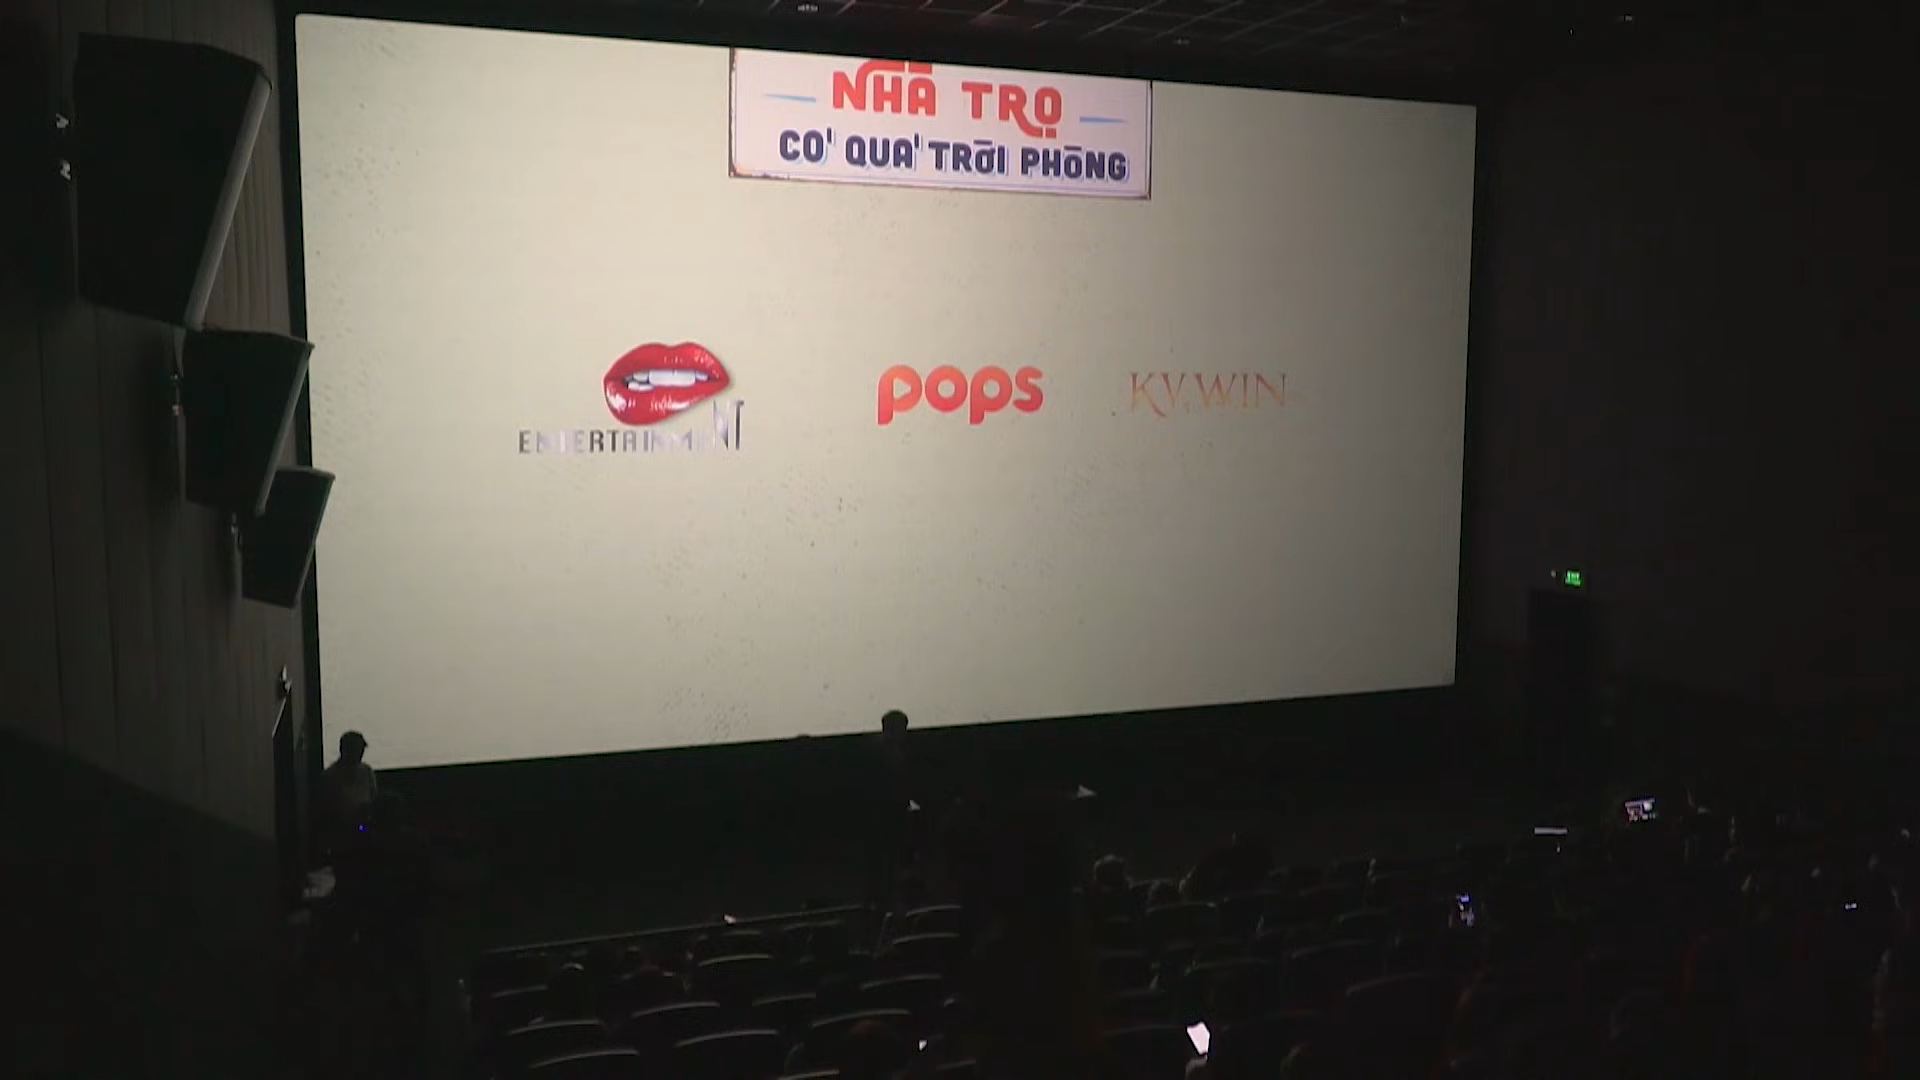 NHÀ TRỌ
CÓ QUÁ TRỜI PHÒNG
ENTERTAINMENT
POPS
KV.WIN